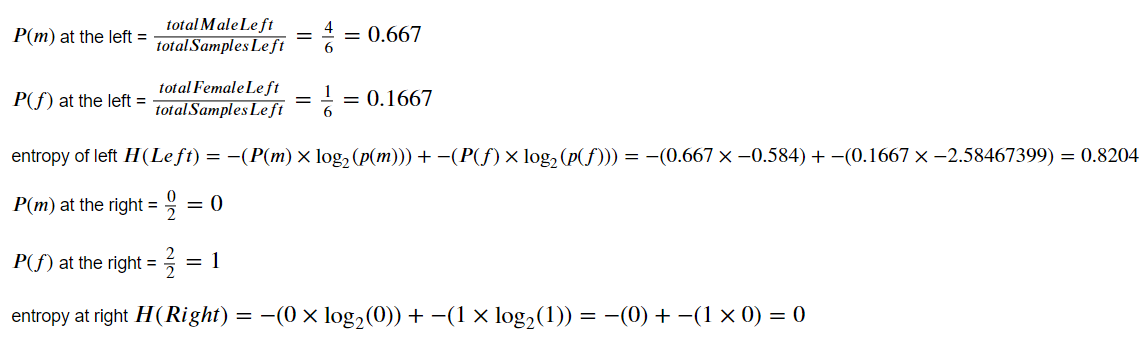 P(m) at the left = totalMaleLeft / totalSamplesLeft = 4/6 = 0.667
P(f) at the left = totalFemaleLeft / totalSamplesLeft = 1/6 = 0.1667
entropy of left H(Left) = −(P(m) × log₂(p(m))) + −(P(f) × log₂(p(f))) = −(0.667 × −0.584) + −(0.1667 × −2.58467399) = 0.8204
P(m) at the right = 0/2 = 0
P(f) at the right = 2/2 = 1
entropy at right H(Right) = −(0 × log₂(0)) + −(1 × log₂(1)) = −(0) + −(1 × 0) = 0